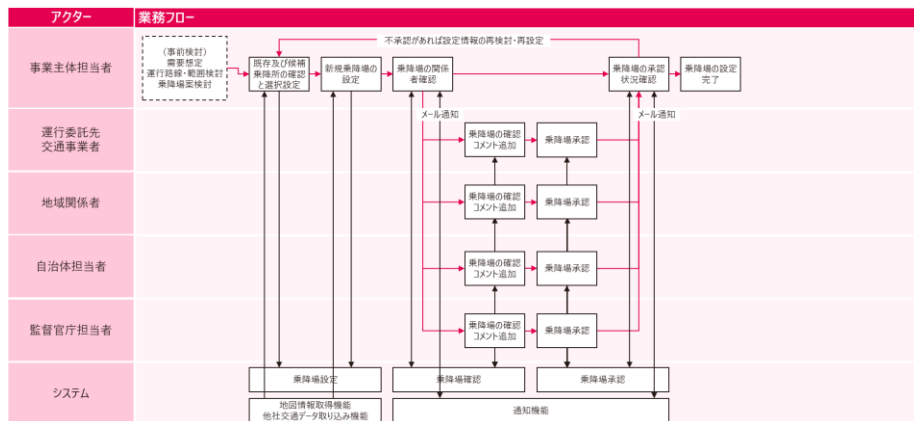 アクター
業務フロー
不承認があれば設定情報の再検討・再設定
事業主体担当者
（事前検討）
需要想定
運行路線・範囲検討
乗降場案検討
既存及び候補
乗降所の確認
と選択設定
新規乗降場の
設定
乗降場の関係
者確認
乗降場の承認
状況確認
乗降場の設定
完了
メール通知
メール通知
運行委託先
交通事業者
乗降場の確認
コメント追加
乗降場承認
地域関係者
乗降場の確認
コメント追加
乗降場承認
自治体担当者
乗降場の確認
コメント追加
乗降場承認
監督官庁担当者
乗降場の確認
コメント追加
乗降場承認
システム
乗降場設定
乗降場確認
乗降場承認
地図情報取得機能
他社交通データ取り込み機能
通知機能